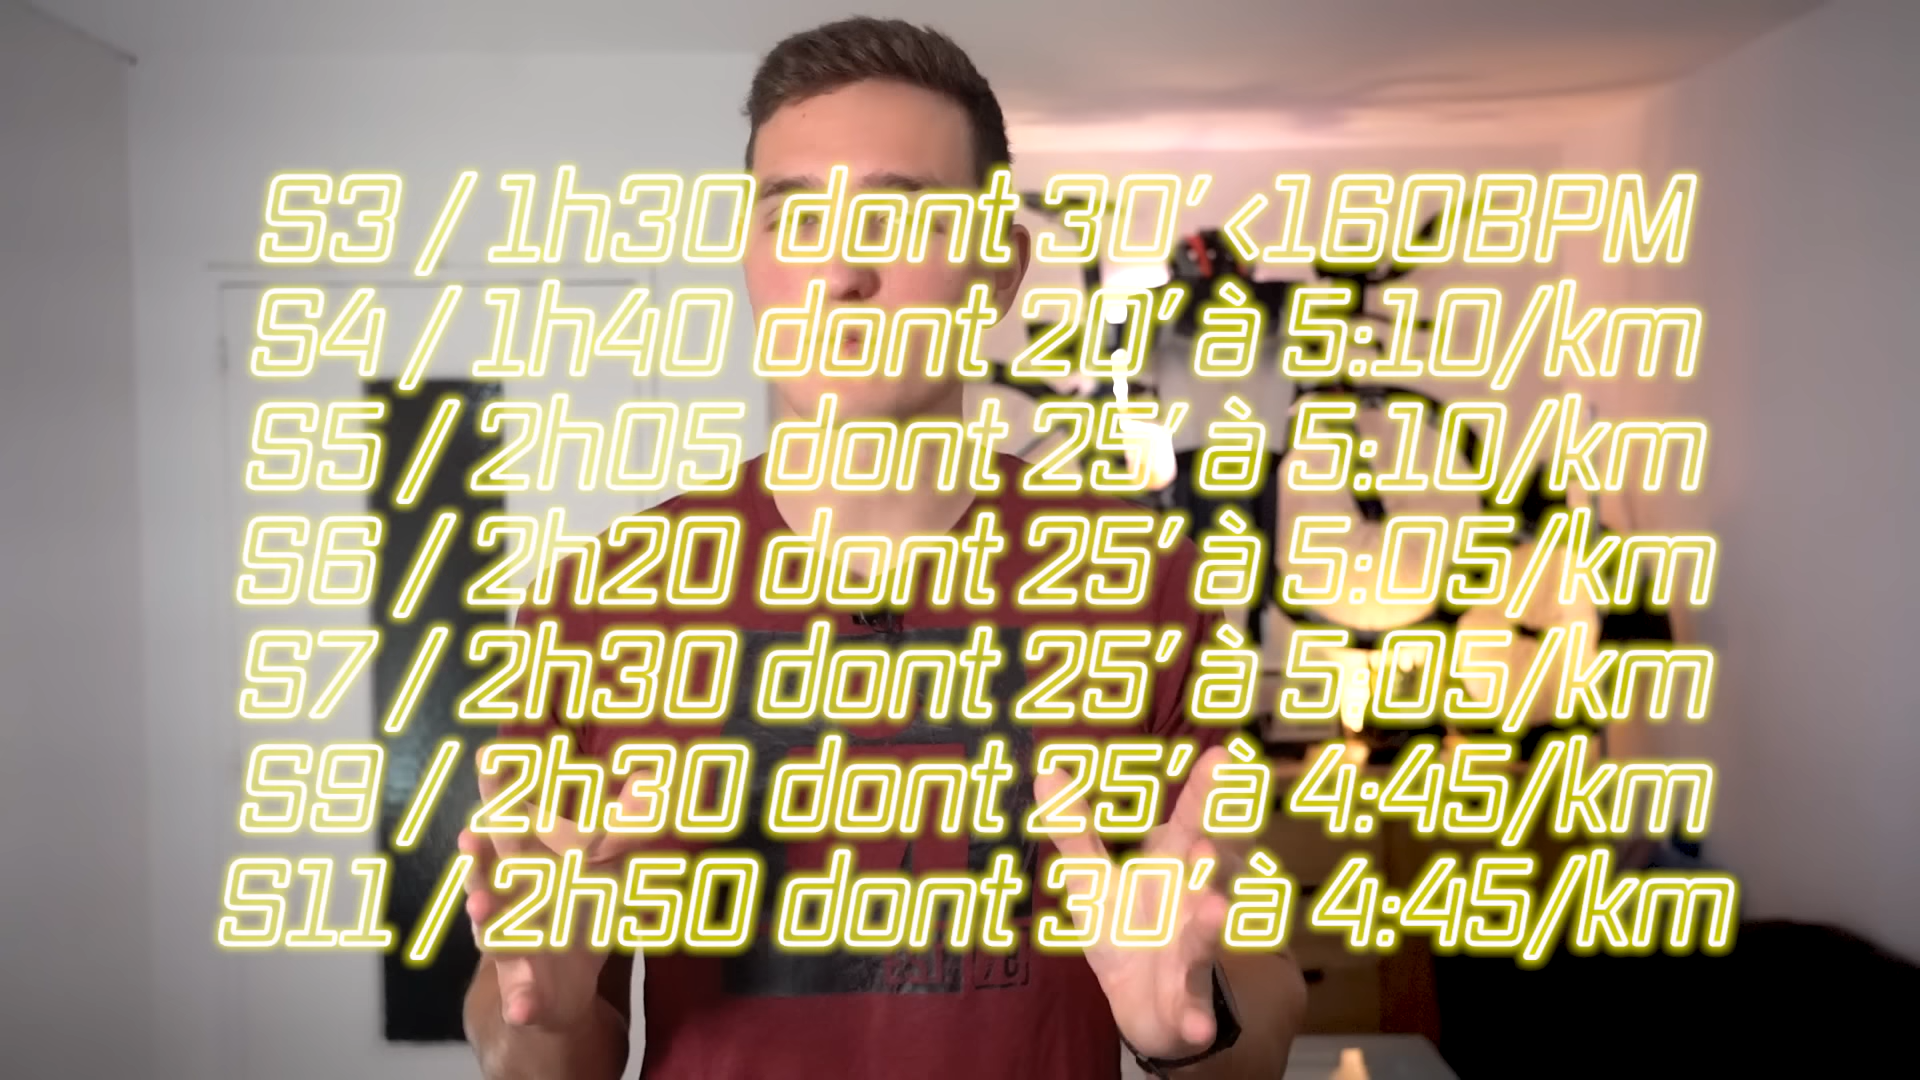 S3 / 1h30 dont 30' <160BPM
S4 / 1h40 dont 20' à 5:10/km
S5 / 2h05 dont 25' à 5:10/km
S6 / 2h20 dont 25' à 5:05/km
S7 / 2h30 dont 25' à 5:05/km
S9 / 2h30 dont 25' à 4:45/km
S11 / 2h50 dont 30' à 4:45/km